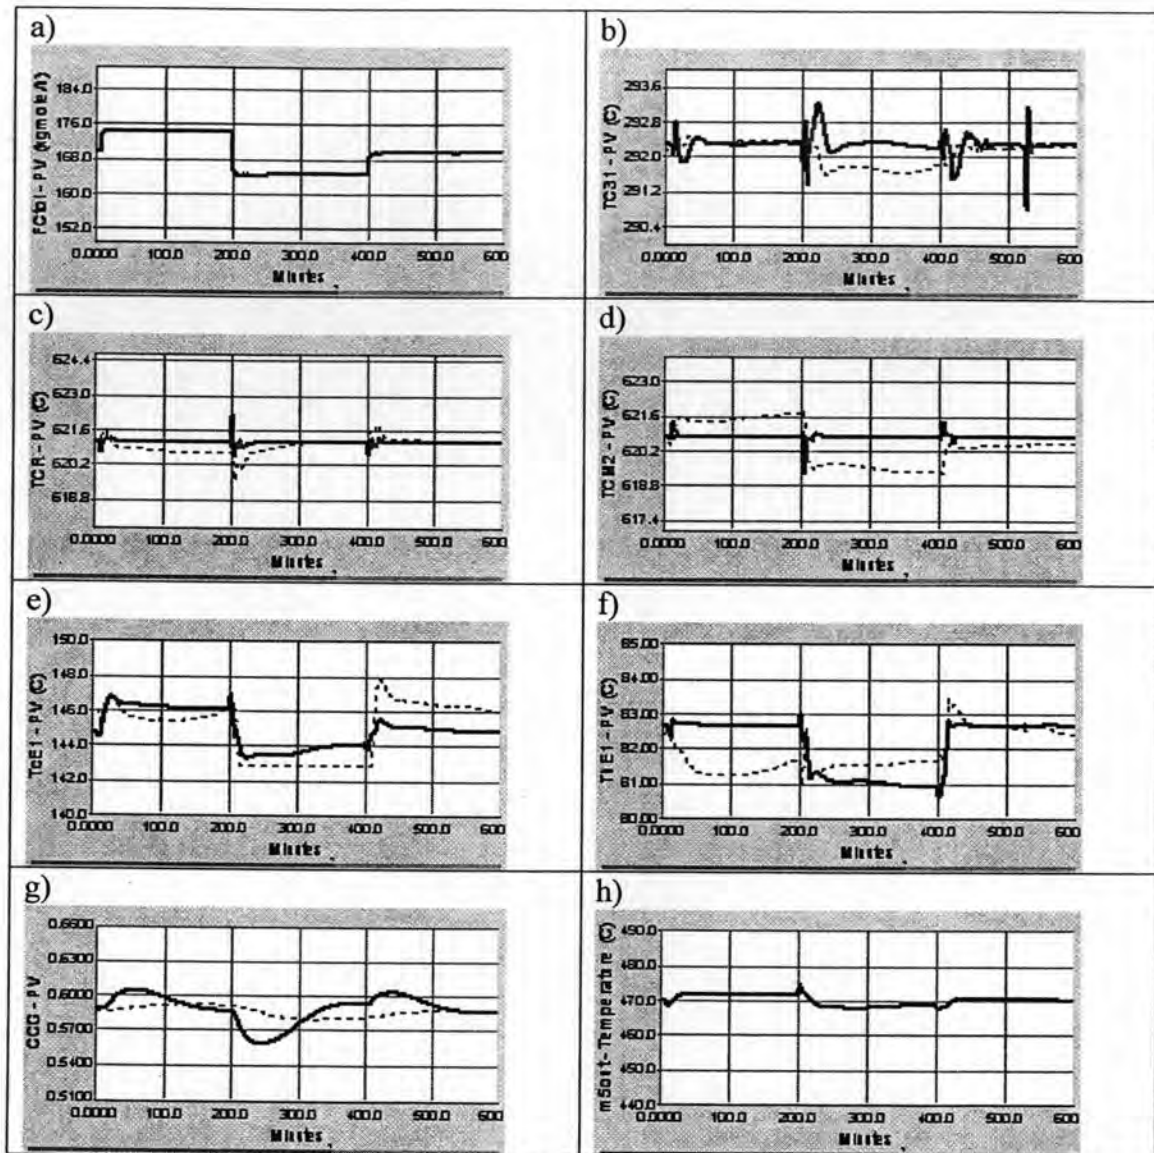 a)
FCtol - PV (kgmole/h)
184.0
176.0
168.0
160.0
152.0
0.0000 100.0 200.0 300.0 400.0 500.0 600
Minutes
b)
TC31 - PV (C)
293.6
292.8
292.0
291.2
290.4
0.0000 100.0 200.0 300.0 400.0 500.0 600
Minutes
c)
TCR - PV (C)
624.4
623.0
621.6
620.2
618.8
0.0000 100.0 200.0 300.0 400.0 500.0 600
Minutes
d)
TCM2 - PV (C)
623.0
621.6
620.2
618.8
617.4
0.0000 100.0 200.0 300.0 400.0 500.0 600
Minutes
e)
TcE1 - PV (C)
150.0
148.0
146.0
144.0
142.0
140.0
0.0000 100.0 200.0 300.0 400.0 500.0 600
Minutes
f)
- PV (C)
85.00
84.00
83.00
82.00
81.00
80.00
0.0000 100.0 200.0 300.0 400.0 500.0 600
Minutes
g)
CCG - PV
0.6600
0.6300
0.6000
0.5700
0.5400
0.5100
0.0000 100.0 200.0 300.0 400.0 500.0 600
Minutes
h)
m5out - Temperature (C)
490.0
480.0
470.0
460.0
450.0
440.0
0.0000 100.0 200.0 300.0 400.0 500.0 600
Minutes